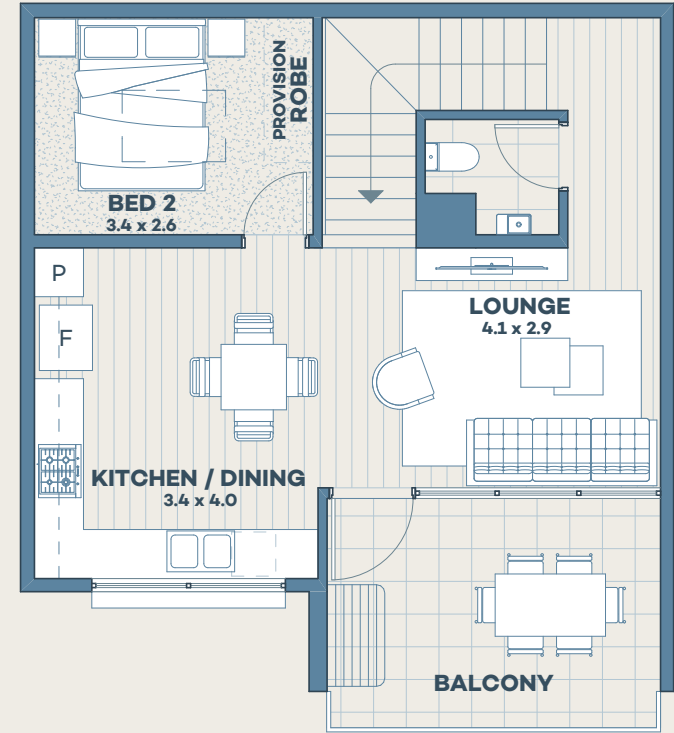 PROVISION
ROBE
BED 2
3.4 x 2.6
P
F
LOUNGE
4.1 x 2.9
KITCHEN / DINING
3.4 x 4.0
BALCONY